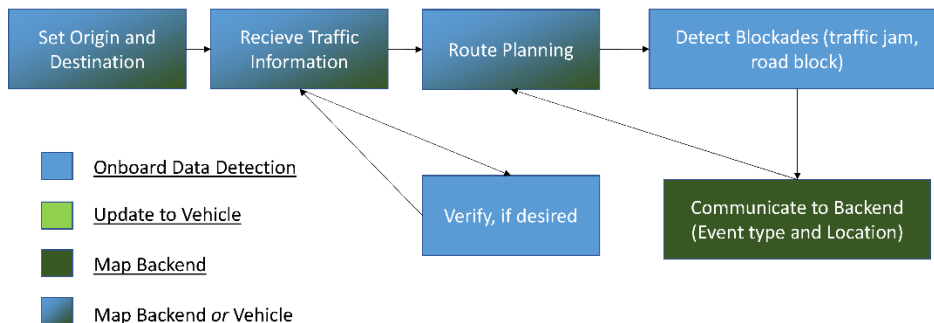 Set Origin and
Destination
Recieve Traffic
Information
Route Planning
Detect Blockades (traffic jam,
road block)
Onboard Data Detection
Update to Vehicle
Map Backend
Map Backend or Vehicle
Verify, if desired
Communicate to Backend
(Event type and Location)